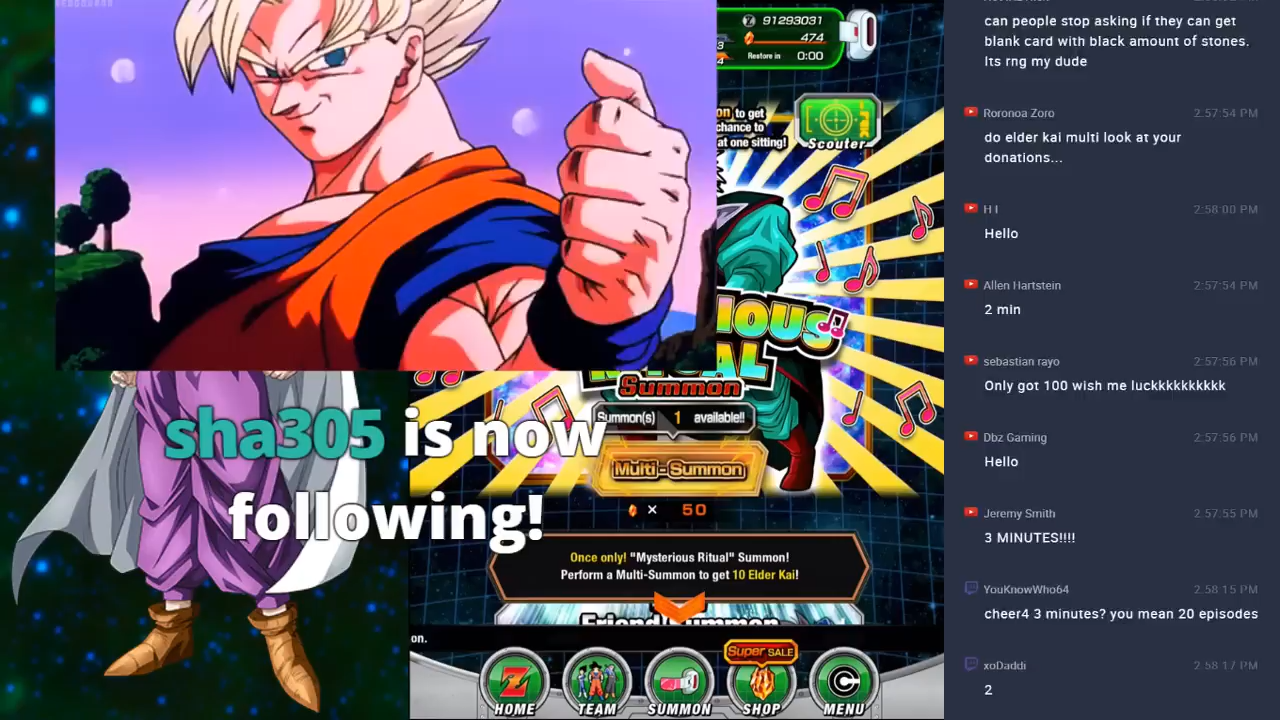 91293031
474
Restore in 0:00
on to get
chance to
at one sitting!
Scouter
IOUS
AL
Summon
Summon(s) 1 available!!
Multi-Summon
× 50
Once only! "Mysterious Ritual" Summon!
Perform a Multi-Summon to get 10 Elder Kai!
Friend Summon
on.
Super SALE
HOME TEAM SUMMON SHOP MENU
sha305 is now
following!
can people stop asking if they can get
blank card with black amount of stones.
Its rng my dude
Roronoa Zoro 2:57:54 PM
do elder kai multi look at your
donations...
H I 2:58:00 PM
Hello
Allen Hartstein 2:57:54 PM
2 min
sebastian rayo 2:57:56 PM
Only got 100 wish me luckkkkkkkkkk
Dbz Gaming 2:57:56 PM
Hello
Jeremy Smith 2:57:55 PM
3 MINUTES!!!!
YouKnowWho64 2:58:15 PM
cheer4 3 minutes? you mean 20 episodes
xoDaddi 2:58:17 PM
2